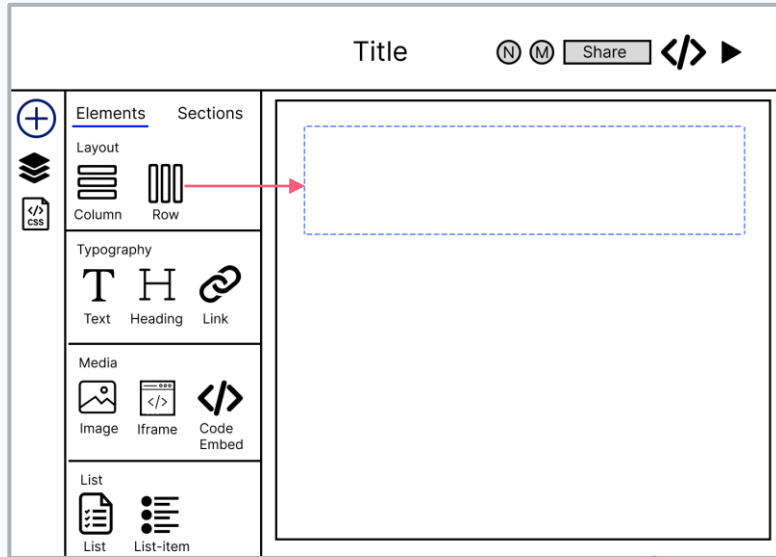 Title
N M Share </>
Elements Sections
Layout
Column Row
</>
CSS
Typography
Text Heading Link
Media
</> </>
Image Iframe Code
Embed
List
List List-item